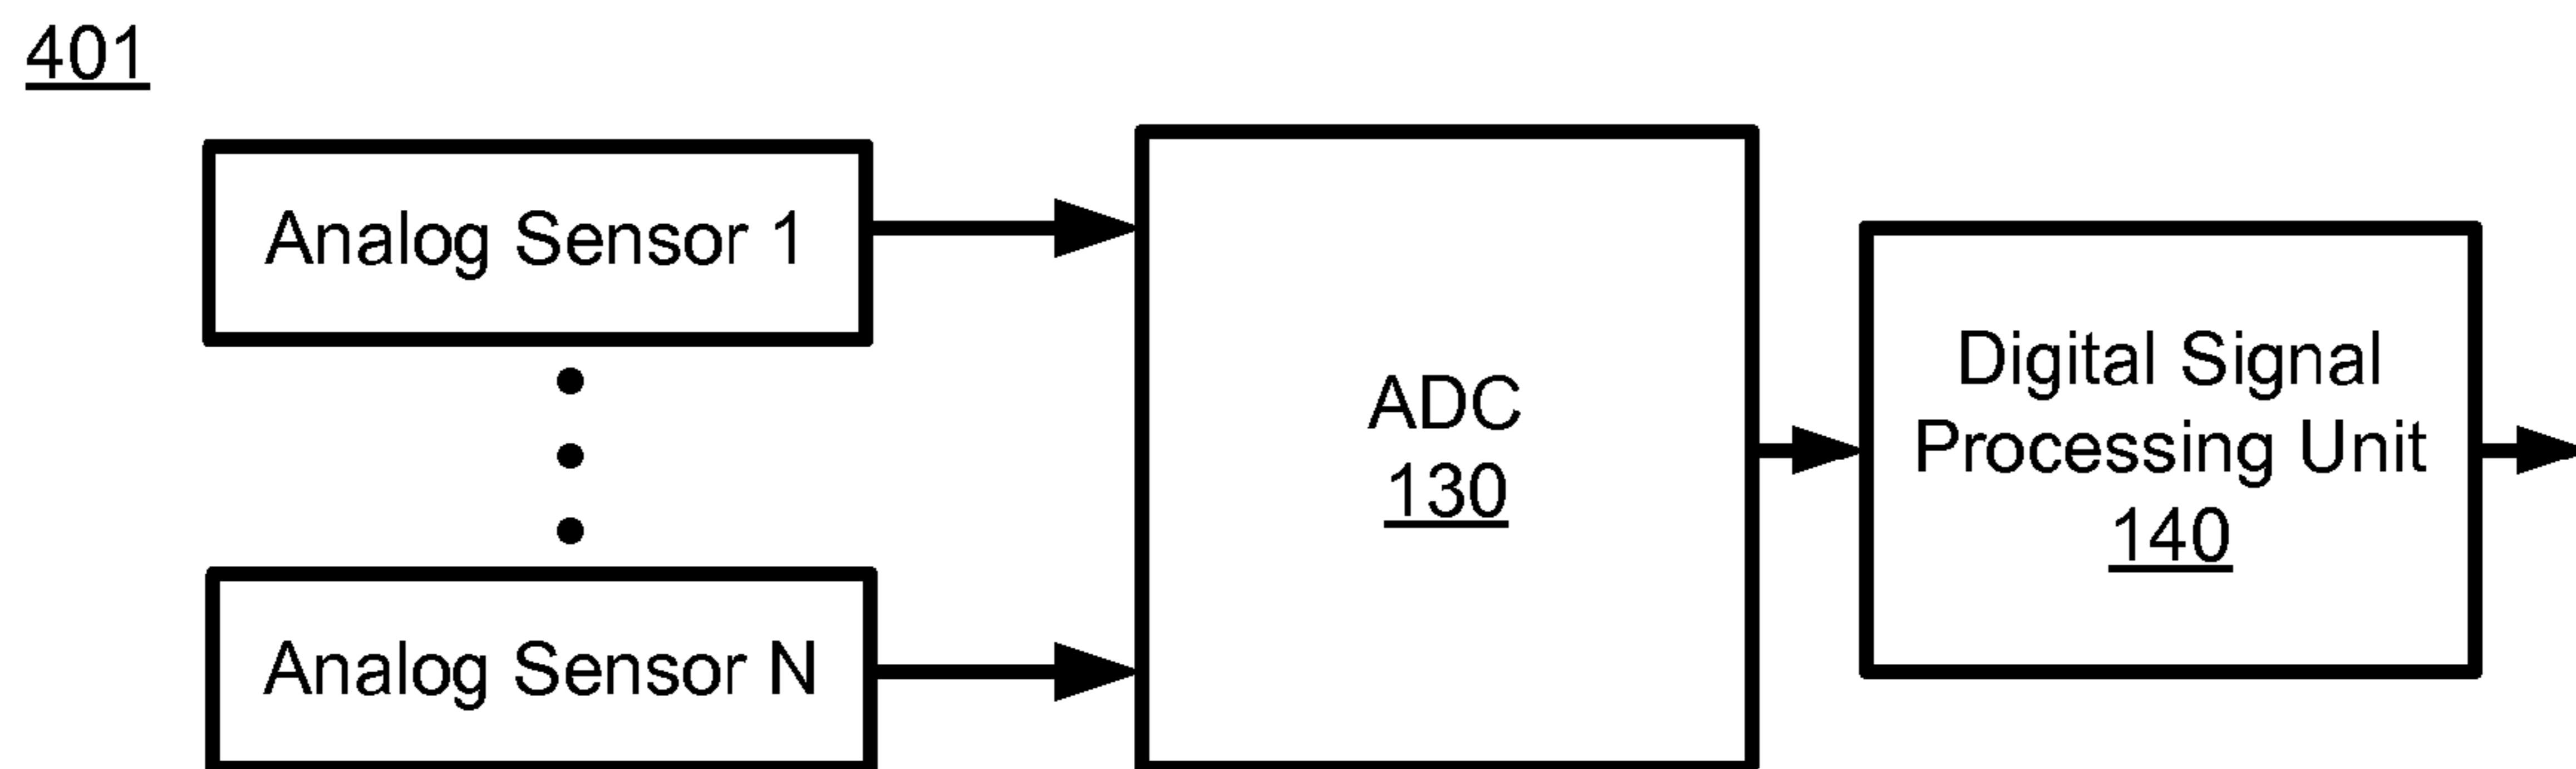 401
Analog Sensor 1
Analog Sensor N
ADC
130
Digital Signal
Processing Unit
140